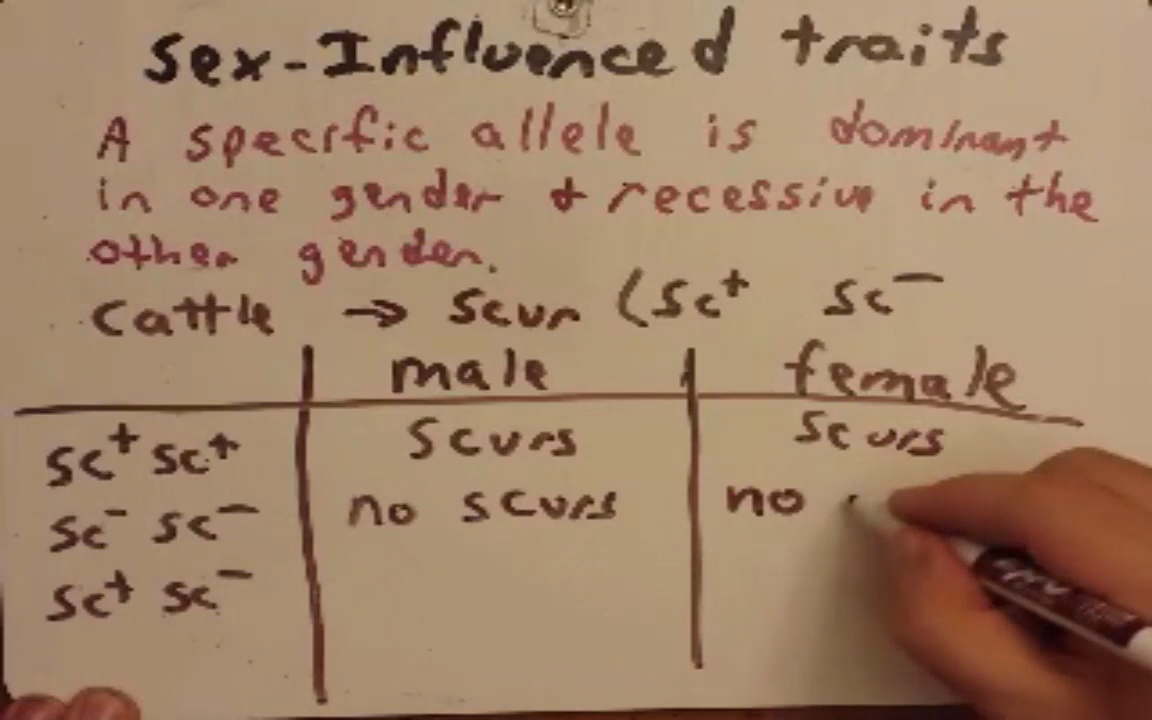 Sex-Influenced traits
A specific allele is dominant
in one gender & recessive in the
other gender.
Cattle → scur (Sc+ Sc−
male female
Sc+ Sc+ Scurs Scurs
Sc− Sc− no scurs no
Sc+ Sc−
EXPO